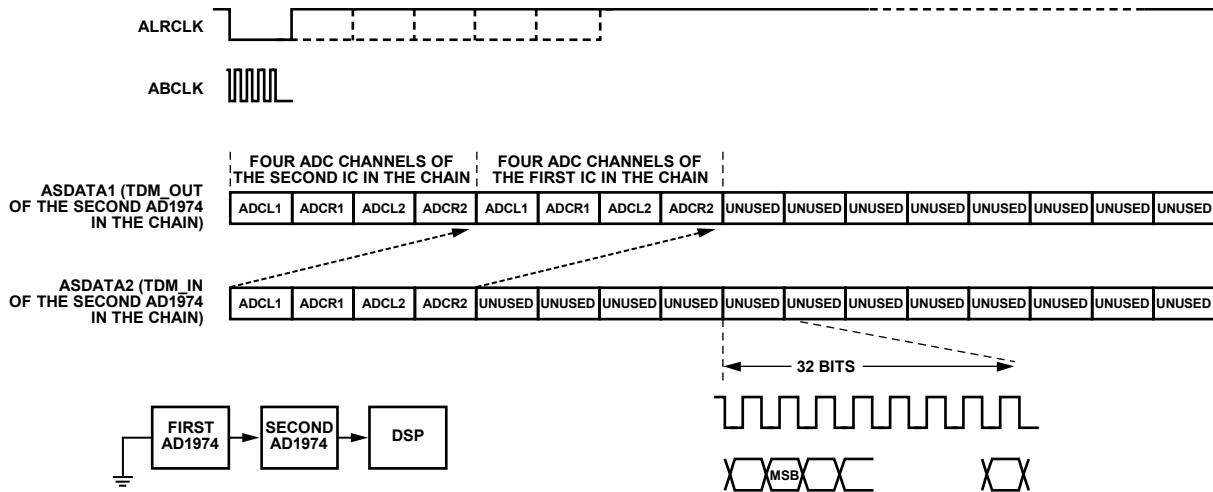 ALRCLK
ABCLK
FOUR ADC CHANNELS OF
THE SECOND IC IN THE CHAIN
FOUR ADC CHANNELS OF
THE FIRST IC IN THE CHAIN
ASDATA1 (TDM_OUT
OF THE SECOND AD1974
IN THE CHAIN)
ADCL1 ADCR1 ADCL2 ADCR2 ADCL1 ADCR1 ADCL2 ADCR2 UNUSED UNUSED UNUSED UNUSED UNUSED UNUSED UNUSED UNUSED
ASDATA2 (TDM_IN
OF THE SECOND AD1974
IN THE CHAIN)
ADCL1 ADCR1 ADCL2 ADCR2 UNUSED UNUSED UNUSED UNUSED UNUSED UNUSED UNUSED UNUSED UNUSED UNUSED UNUSED UNUSED
32 BITS
FIRST
AD1974
SECOND
AD1974
DSP
MSB